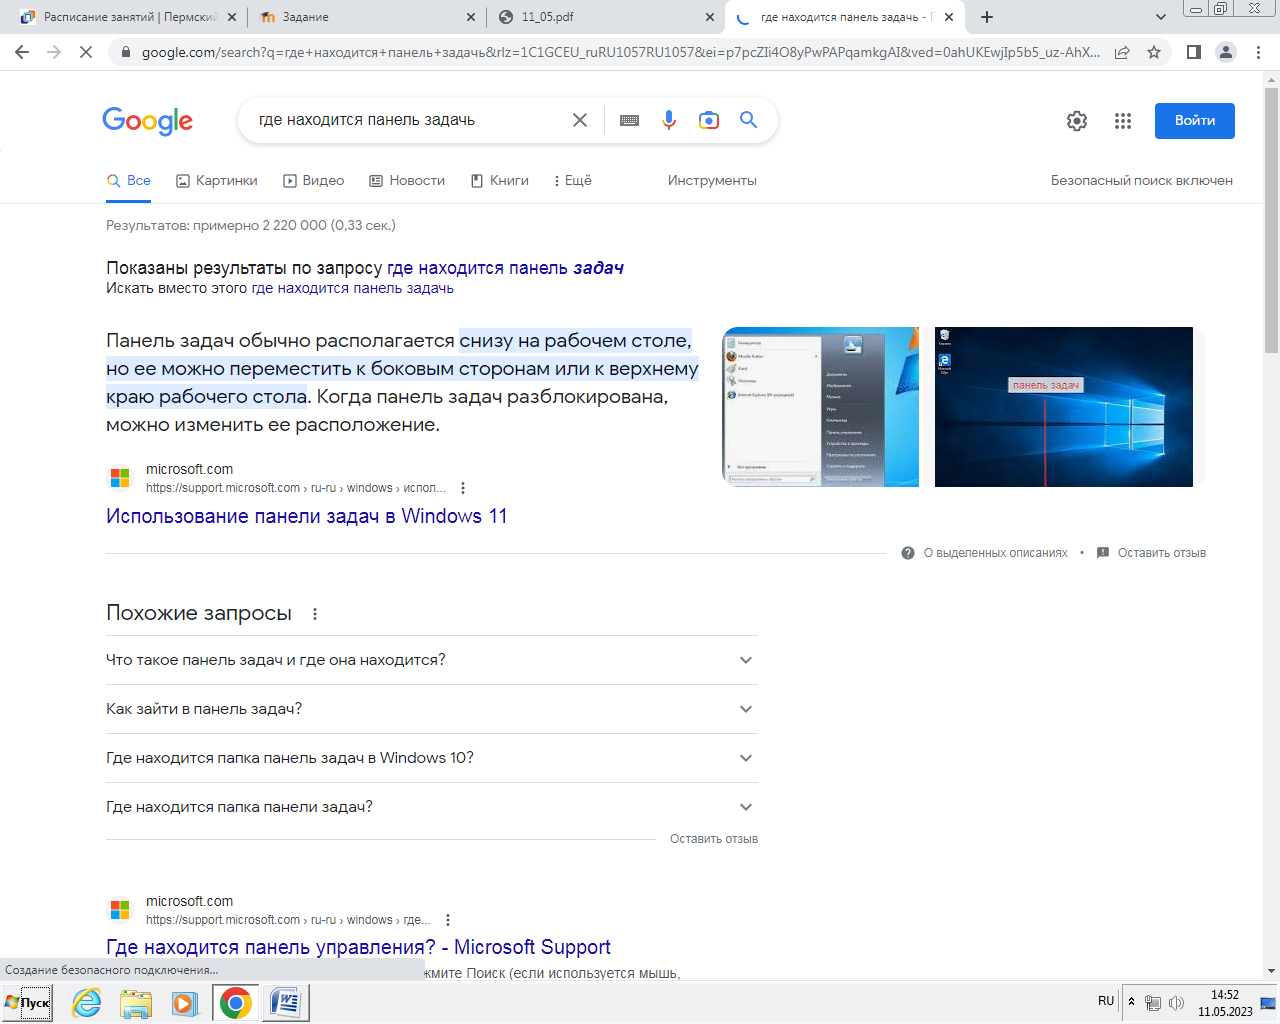 Расписание занятий | Пермский
Задание
11_05.pdf
где находится панель задачь -
google.com/search?q=где+находится+панель+задачь&rlz=1C1GCEU_ruRU1057RU1057&ei=p7pcZIi4O8yPwPAPqamkgAI&ved=0ahUKEwjIp5b5_uz-AhX...
Google
где находится панель задачь
Войти
Все
Картинки
Видео
Новости
Книги
Ещё
Инструменты
Безопасный поиск включен
Результатов: примерно 2 220 000 (0,33 сек.)
Показаны результаты по запросу где находится панель задач
Искать вместо этого где находится панель задачь
Панель задач обычно располагается снизу на рабочем столе,
но ее можно переместить к боковым сторонам или к верхнему
краю рабочего стола. Когда панель задач разблокирована,
можно изменить ее расположение.
панель задач
microsoft.com
https://support.microsoft.com › ru-ru › windows › испол...
Использование панели задач в Windows 11
О выделенных описаниях • Оставить отзыв
Похожие запросы
Что такое панель задач и где она находится?
Как зайти в панель задач?
Где находится папка панель задач в Windows 10?
Где находится папка панели задач?
Оставить отзыв
microsoft.com
https://support.microsoft.com › ru-ru › windows › где...
Где находится панель управления? - Microsoft Support
Создание безопасного подключения...
жмите Поиск (если используется мышь,
Пуск
RU
14:52
11.05.2023